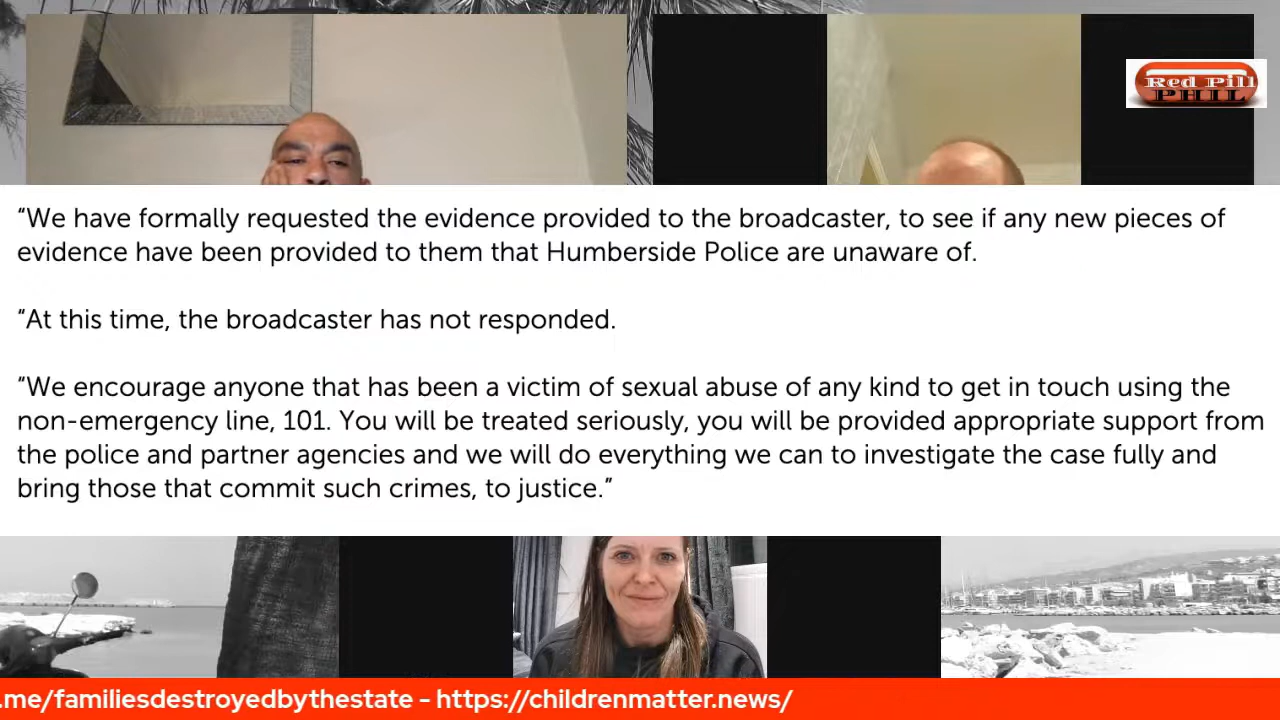 Red Pill
PHIL
“We have formally requested the evidence provided to the broadcaster, to see if any new pieces of
evidence have been provided to them that Humberside Police are unaware of.
“At this time, the broadcaster has not responded.
“We encourage anyone that has been a victim of sexual abuse of any kind to get in touch using the
non-emergency line, 101. You will be treated seriously, you will be provided appropriate support from
the police and partner agencies and we will do everything we can to investigate the case fully and
bring those that commit such crimes, to justice.”
.me/familiesdestroyedbythestate - https://childrenmatter.news/